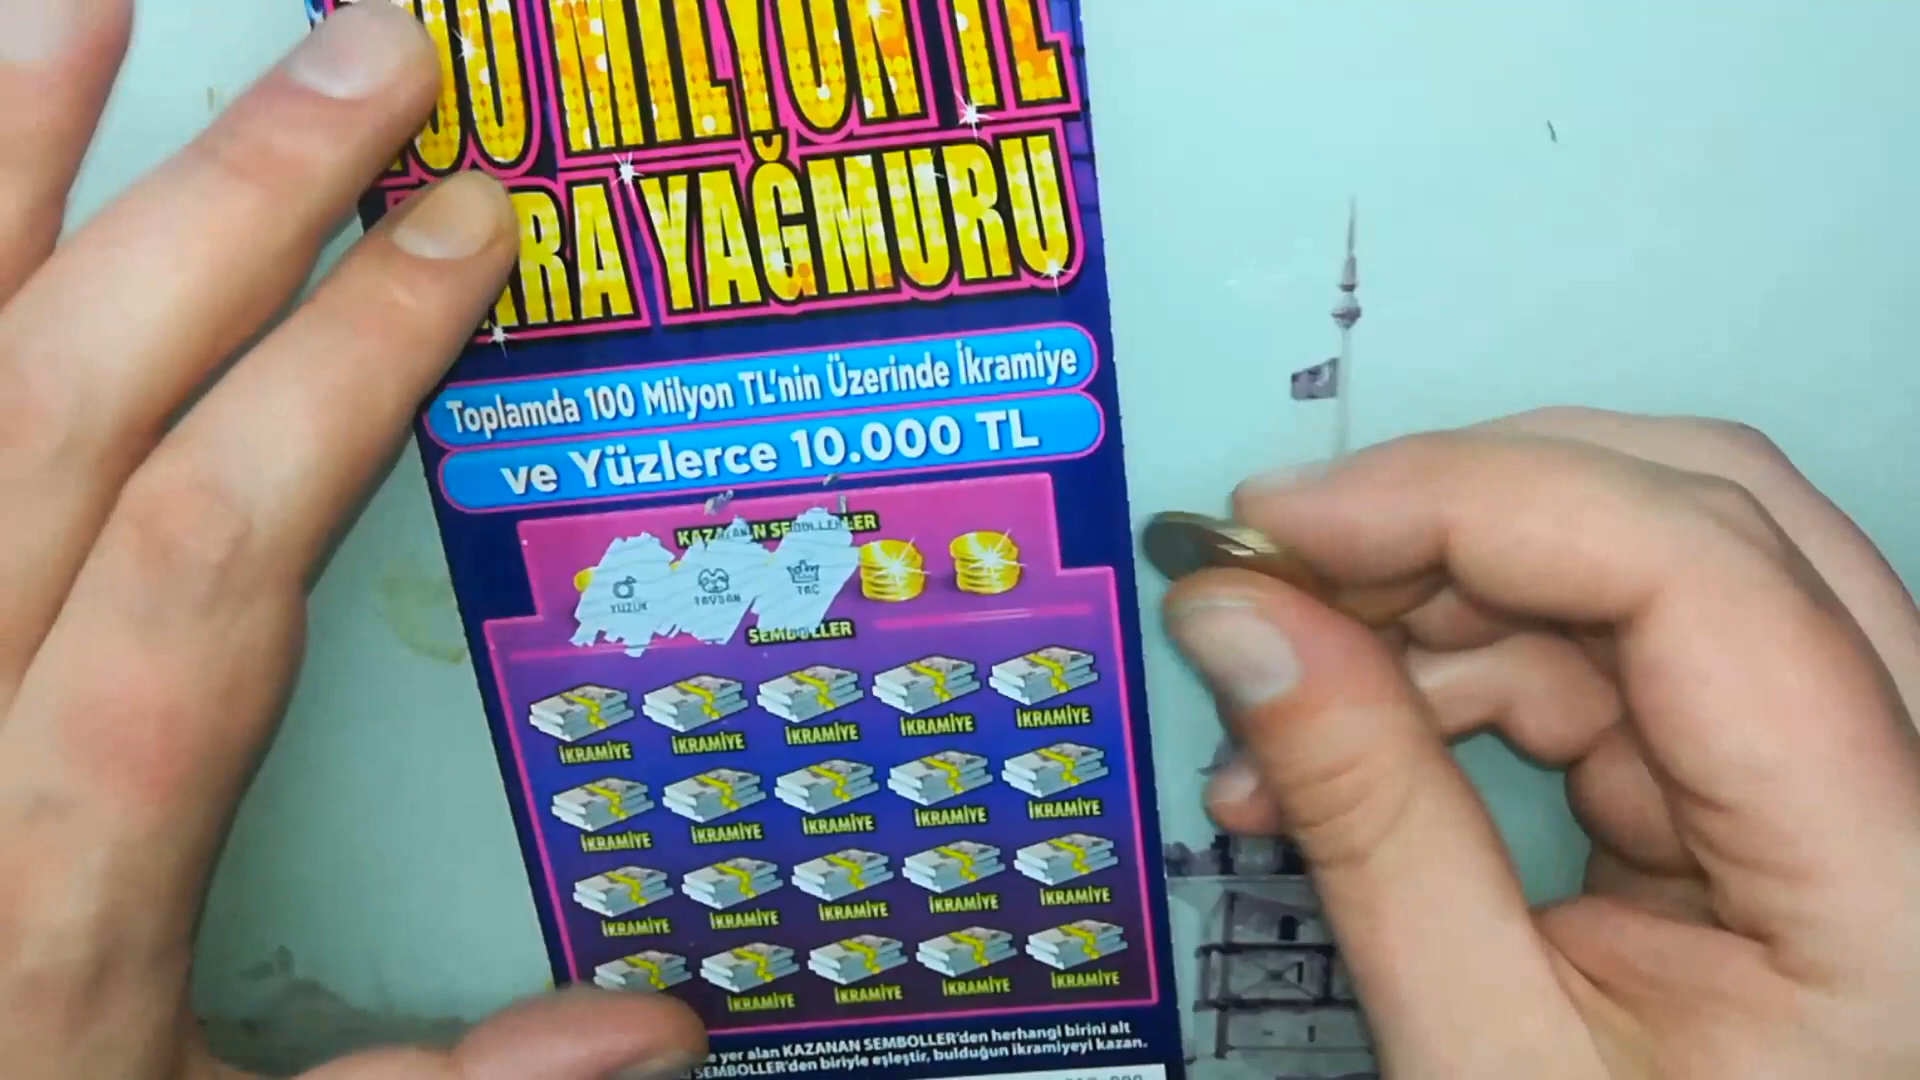 MİLYON TL
YAĞMURU
Toplamda 100 Milyon TL'nin Üzerinde İkramiye
ve Yüzlerce 10.000 TL
KAZANAN SEMBOLLER
YÜZÜK TAVŞAN TAÇ
SEMBOLLER
İKRAMİYE İKRAMİYE İKRAMİYE İKRAMİYE İKRAMİYE
İKRAMİYE İKRAMİYE İKRAMİYE İKRAMİYE İKRAMİYE
İKRAMİYE İKRAMİYE İKRAMİYE İKRAMİYE İKRAMİYE
İKRAMİYE İKRAMİYE İKRAMİYE İKRAMİYE
yer alan KAZANAN SEMBOLLER'den herhangi birini alt
SEMBOLLER'den biriyle eşleştir, bulduğun ikramiyeyi kazan.